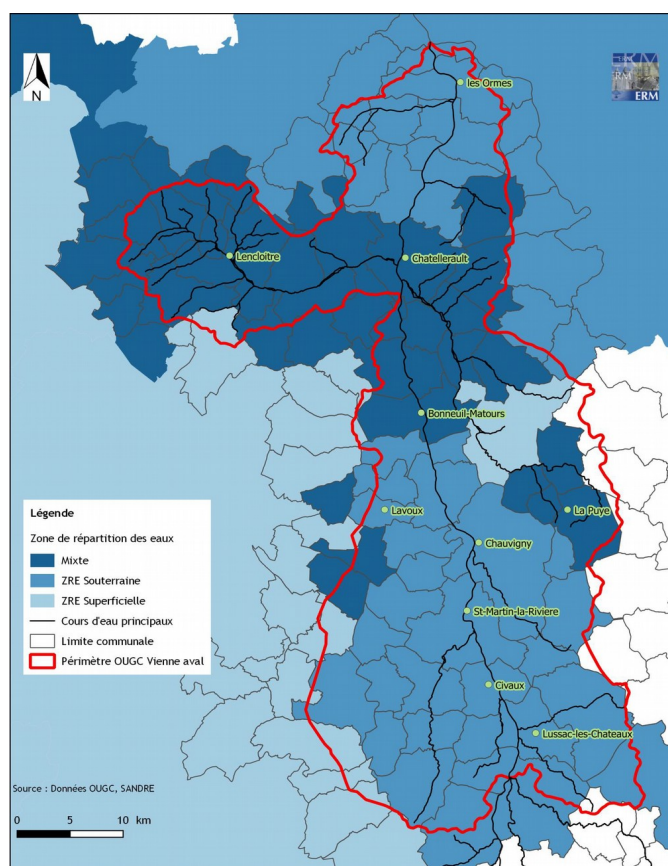 les Ormes
N
ERM
Lencloître
Chatellerault
Bonneuil-Matours
Lavoux
La Puye
Chauvigny
St-Martin-la-Riviere
Civaux
Lussac-les-Chateaux
Légende
Zone de répartition des eaux
Mixte
ZRE Souterraine
ZRE Superficielle
Cours d'eau principaux
Limite communale
Périmètre OUGC Vienne aval
Source : Données OUGC, SANDRE
0 5 10 km